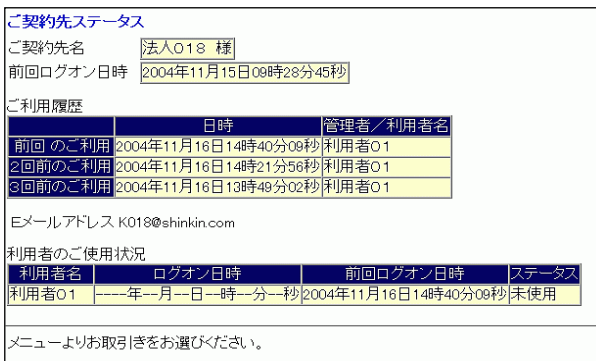 ご契約先ステータス
ご契約先名 法人018 様
前回ログオン日時 2004年11月15日09時28分45秒
ご利用履歴
日時 管理者／利用者名
前回 のご利用 2004年11月16日14時40分09秒 利用者01
2回前のご利用 2004年11月16日14時21分56秒 利用者01
3回前のご利用 2004年11月16日13時49分02秒 利用者01
Eメールアドレス K018@shinkin.com
利用者のご使用状況
利用者名 ログオン日時 前回ログオン日時 ステータス
利用者01 ----年--月--日--時--分--秒 2004年11月16日14時40分09秒 未使用
メニューよりお取引きをお選びください。